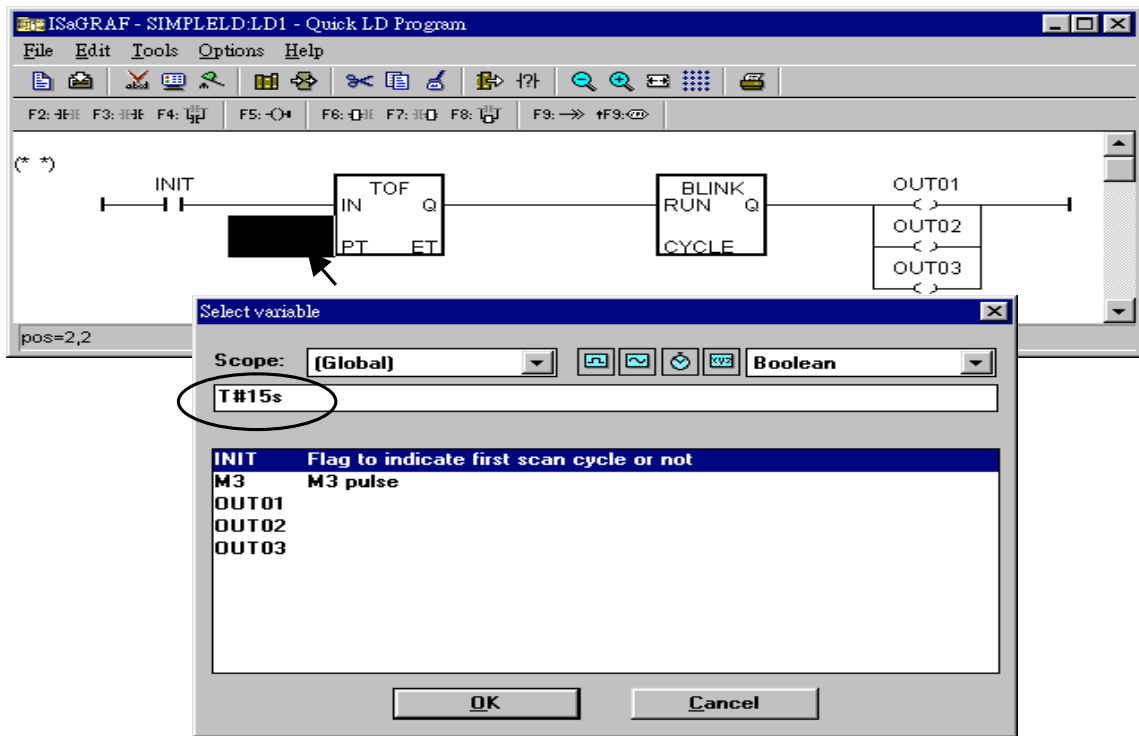 ISaGRAF - SIMPLELD:LD1 - Quick LD Program
File Edit Tools Options Help
F2: F3: F4: F5: F6: F7: F8: F9: F9:
(* *)
INIT TOF BLINK OUT01
IN Q RUN Q
OUT02
PT ET CYCLE
OUT03
pos=2,2
Select variable
Scope: (Global) xyz Boolean
T#15s
INIT Flag to indicate first scan cycle or not
M3 M3 pulse
OUT01
OUT02
OUT03
OK Cancel